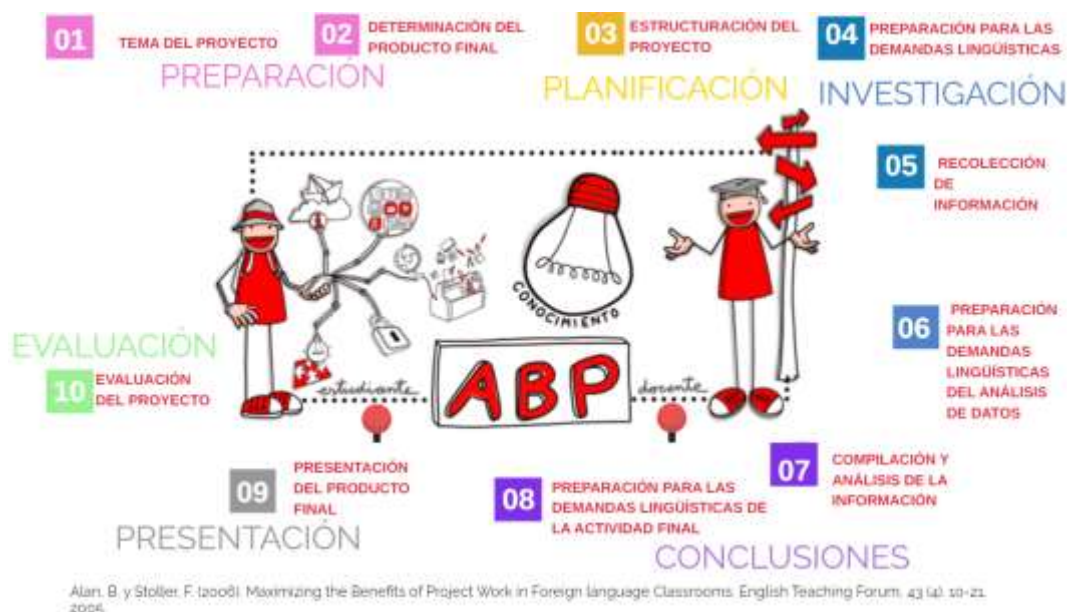 01
TEMA DEL PROYECTO
02
DETERMINACIÓN DEL
PRODUCTO FINAL
PREPARACIÓN
03
ESTRUCTURACIÓN DEL
PROYECTO
PLANIFICACIÓN
04
PREPARACIÓN PARA LAS
DEMANDAS LINGÜÍSTICAS
INVESTIGACIÓN
05
RECOLECCIÓN
DE
INFORMACIÓN
06
PREPARACIÓN
PARA LAS
DEMANDAS
LINGÜÍSTICAS
DEL ANÁLISIS
DE DATOS
07
COMPILACIÓN Y
ANÁLISIS DE LA
INFORMACIÓN
08
PREPARACIÓN PARA LAS
DEMANDAS LINGÜÍSTICAS DE
LA ACTIVIDAD FINAL
CONCLUSIONES
09
PRESENTACIÓN
DEL PRODUCTO
FINAL
PRESENTACIÓN
EVALUACIÓN
10
EVALUACIÓN
DEL PROYECTO
CONOCIMIENTO
estudiante
ABP
docente
Alan, B. y Stoller, F. (2006). Maximizing the Benefits of Project Work in Foreign language Classrooms. English Teaching Forum, 43 (4), 10-21.
2005.